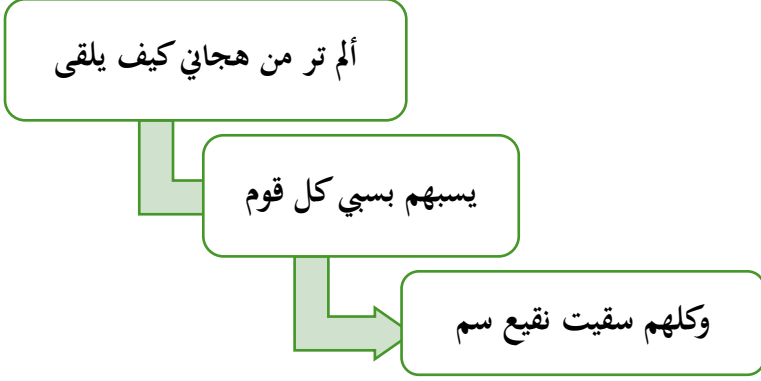 ألم تر من هجاني كيف يلقى
يسبهم بسبي كل قوم
وكلهم سقيت نقيع سم